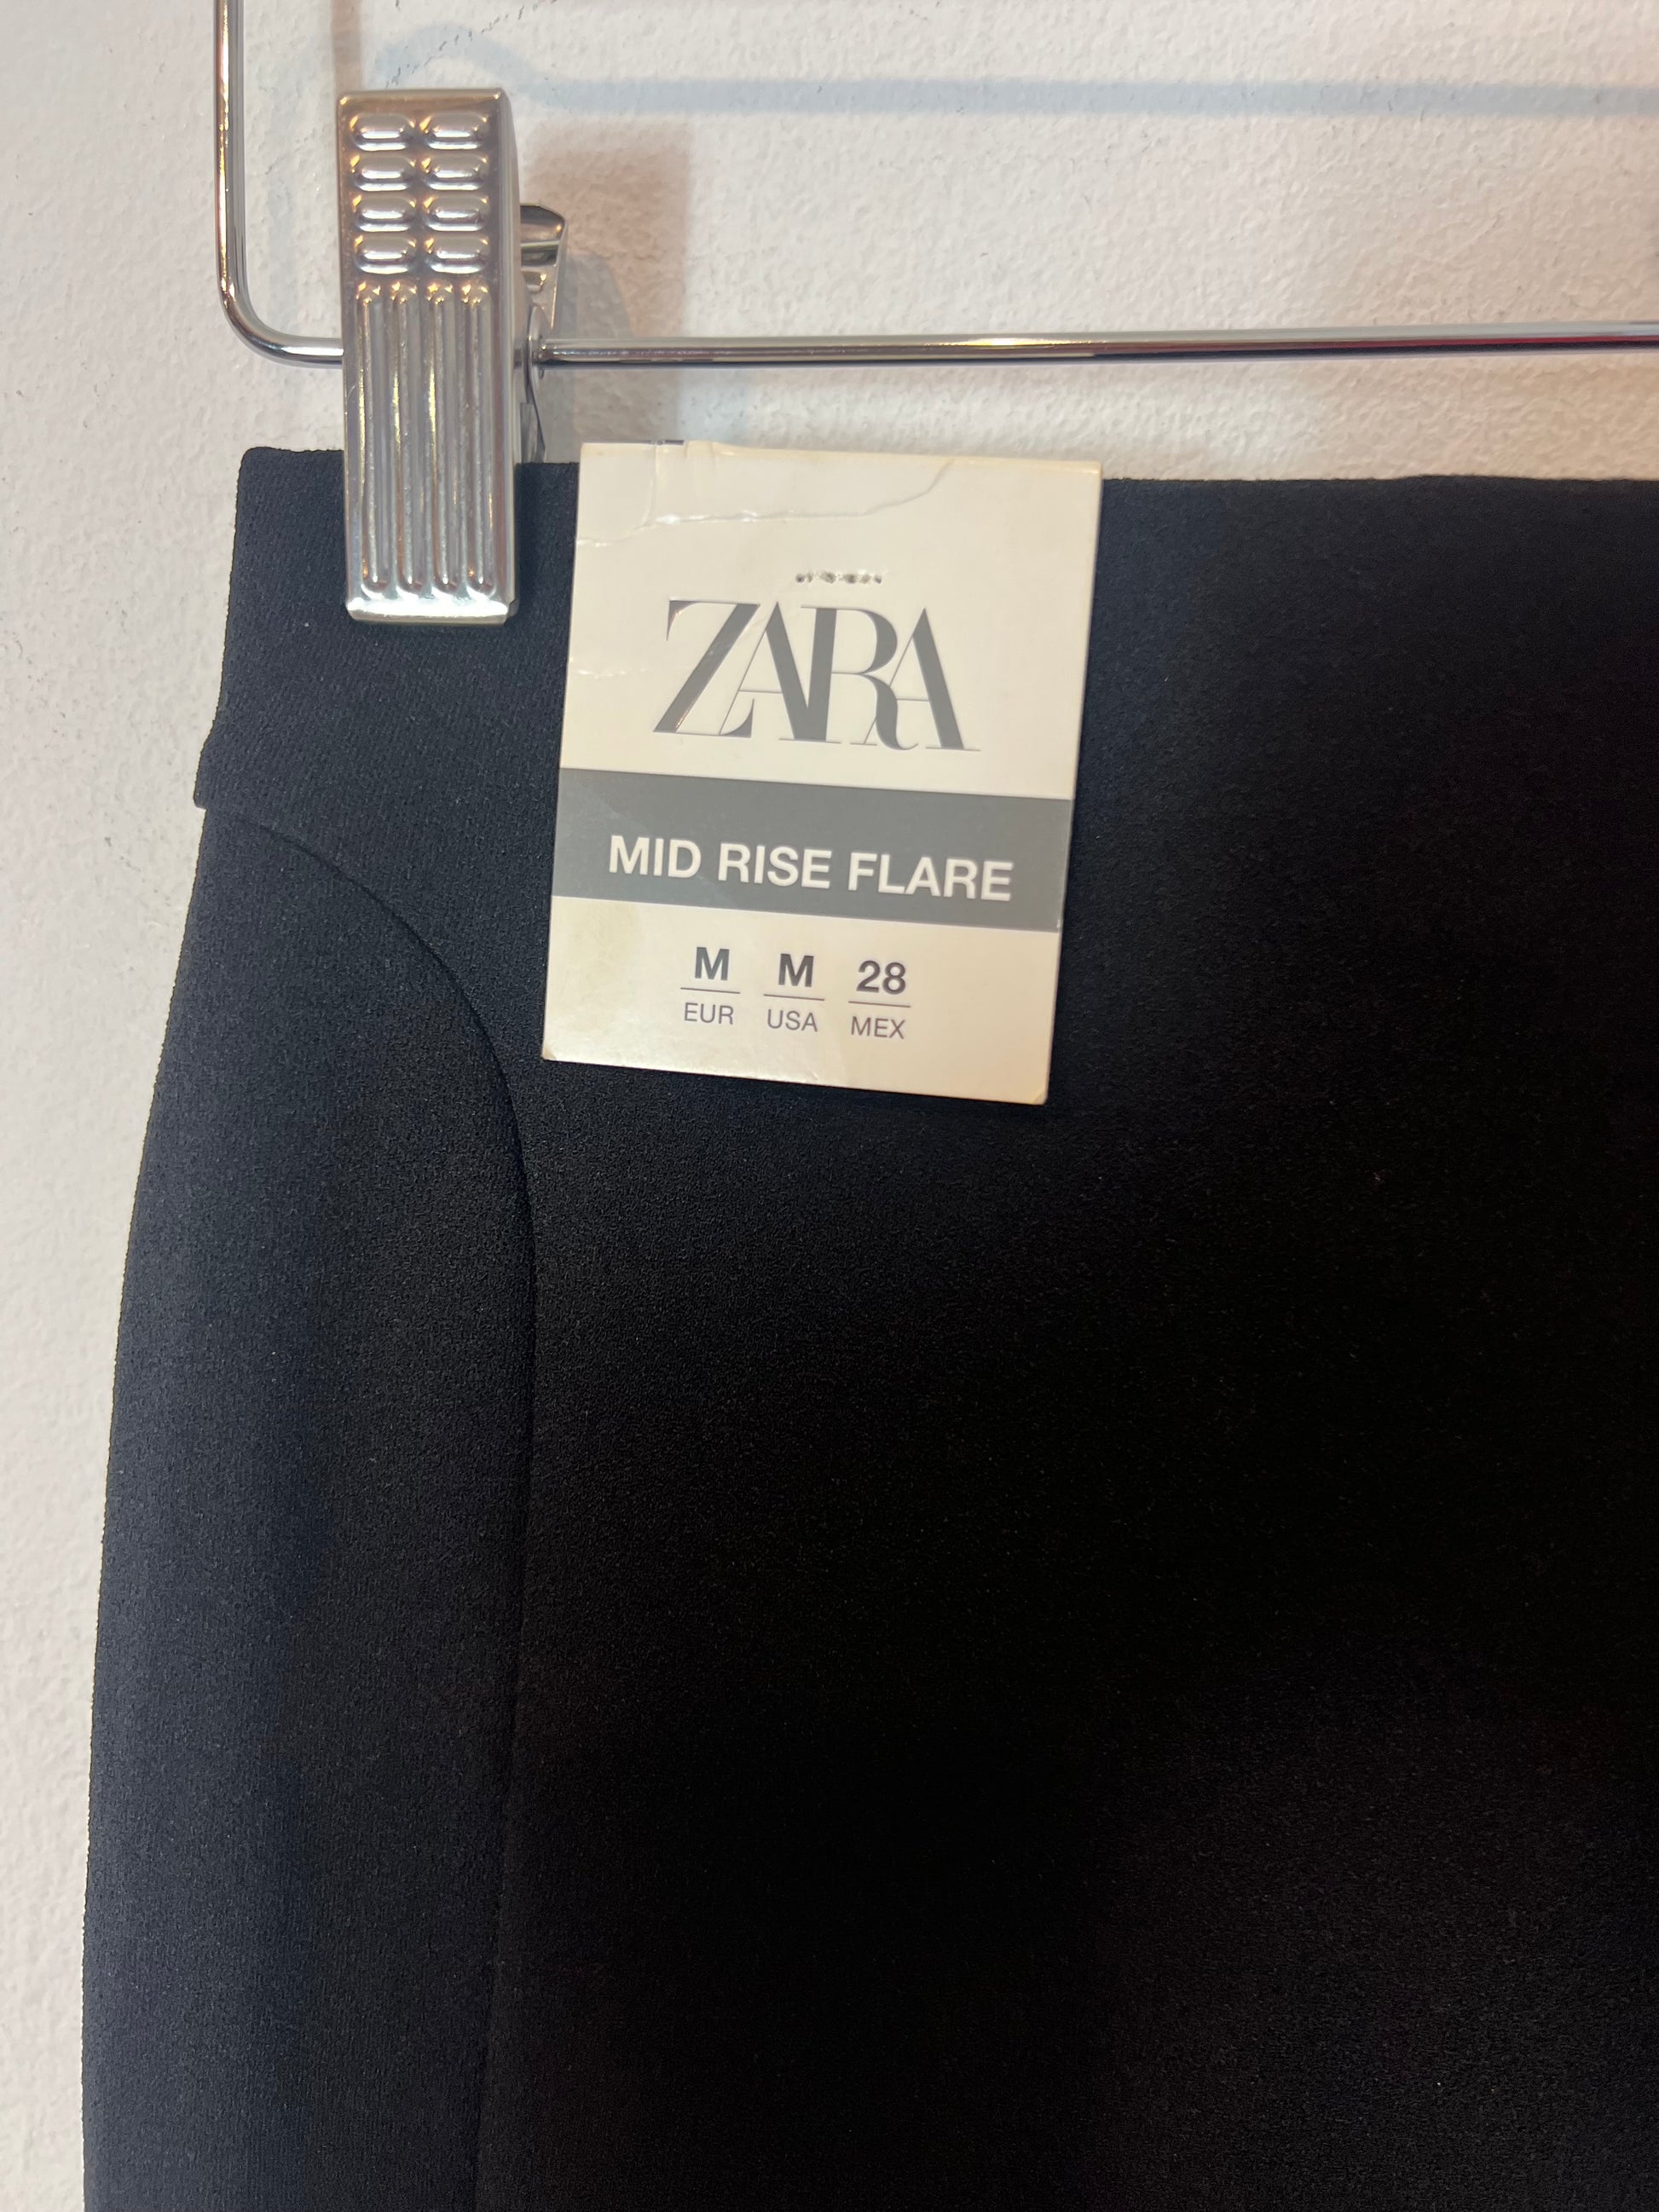 ZARA
MID RISE FLARE
M M 28
EUR USA MEX